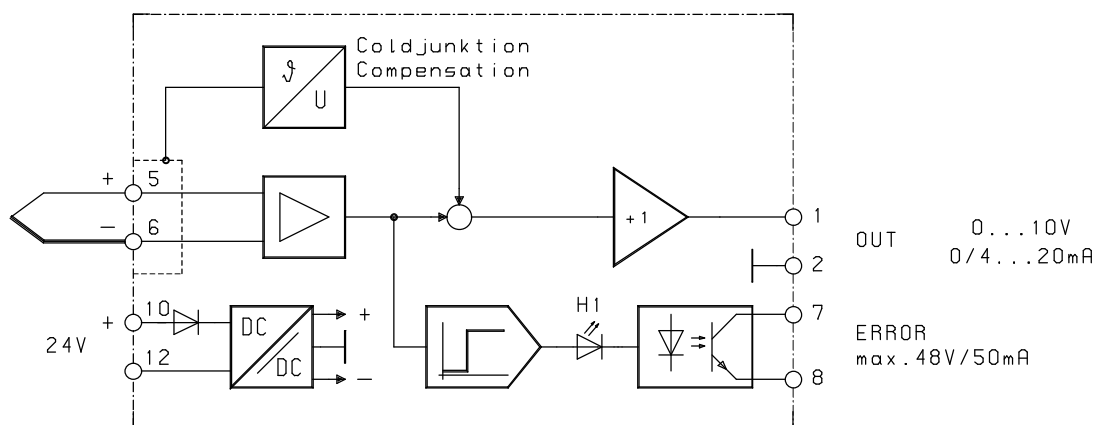 Coldjunktion
Compensation
ϑ
U
+ 5
- 6
+1
1
OUT
0...10V
0/4...20mA
2
24V
+ 10
12
DC
DC
+
-
H1
7
ERROR
max.48V/50mA
8